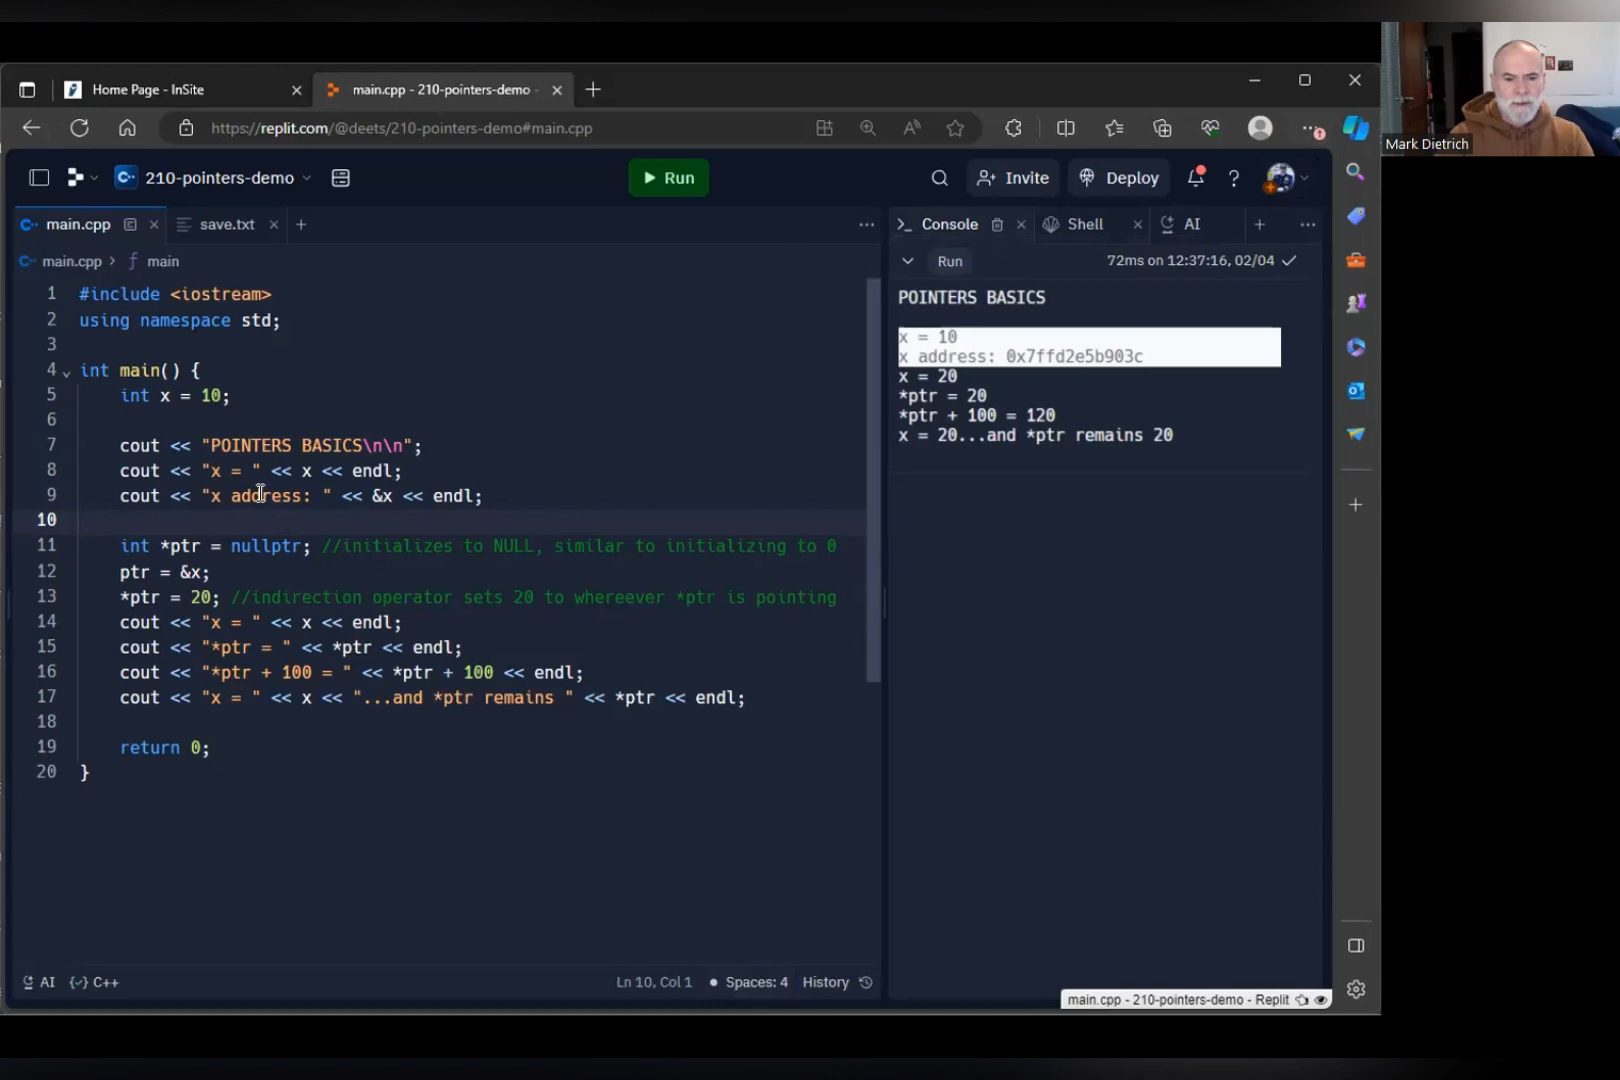 Home Page - InSite
main.cpp - 210-pointers-demo -
https://replit.com/@deets/210-pointers-demo#main.cpp
Mark Dietrich
210-pointers-demo
Run
Invite
Deploy
main.cpp
save.txt
Console
Shell
AI
main.cpp > main
Run
72ms on 12:37:16, 02/04
1 #include <iostream>
2 using namespace std;
3
4 int main() {
5 int x = 10;
6
7 cout << "POINTERS BASICS\n\n";
8 cout << "x = " << x << endl;
9 cout << "x address: " << &x << endl;
10
11 int *ptr = nullptr; //initializes to NULL, similar to initializing to 0
12 ptr = &x;
13 *ptr = 20; //indirection operator sets 20 to whereever *ptr is pointing
14 cout << "x = " << x << endl;
15 cout << "*ptr = " << *ptr << endl;
16 cout << "*ptr + 100 = " << *ptr + 100 << endl;
17 cout << "x = " << x << "...and *ptr remains " << *ptr << endl;
18
19 return 0;
20 }
POINTERS BASICS
x = 10
x address: 0x7ffd2e5b903c
x = 20
*ptr = 20
*ptr + 100 = 120
x = 20...and *ptr remains 20
AI
C++
Ln 10, Col 1
Spaces: 4
History
main.cpp - 210-pointers-demo - Replit